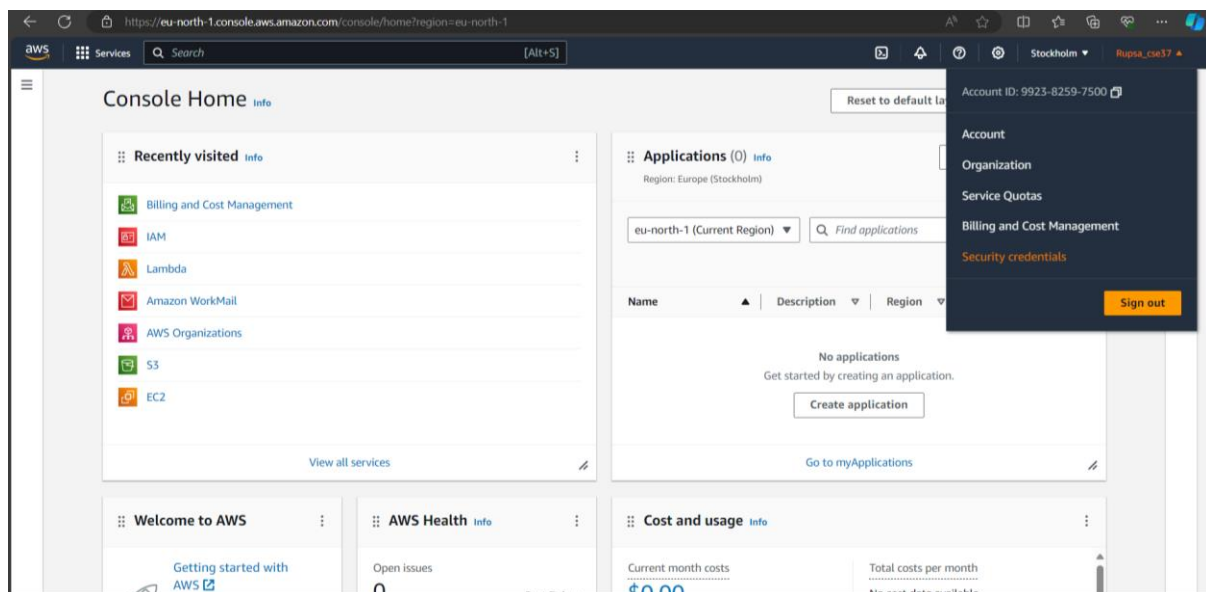 https://eu-north-1.console.aws.amazon.com/console/home?region=eu-north-1
aws
Services
Search
[Alt+S]
Stockholm
Rupsa_cse37
Console Home Info
Reset to default la
Account ID: 9923-8259-7500
Account
Organization
Service Quotas
Billing and Cost Management
Security credentials
Sign out
Recently visited Info
Billing and Cost Management
IAM
Lambda
Amazon WorkMail
AWS Organizations
S3
EC2
View all services
Applications (0) Info
Region: Europe (Stockholm)
eu-north-1 (Current Region)
Find applications
Name
Description
Region
No applications
Get started by creating an application.
Create application
Go to myApplications
Welcome to AWS
Getting started with
AWS
AWS Health Info
Open issues
0
Cost and usage Info
Current month costs
$0.00
Total costs per month